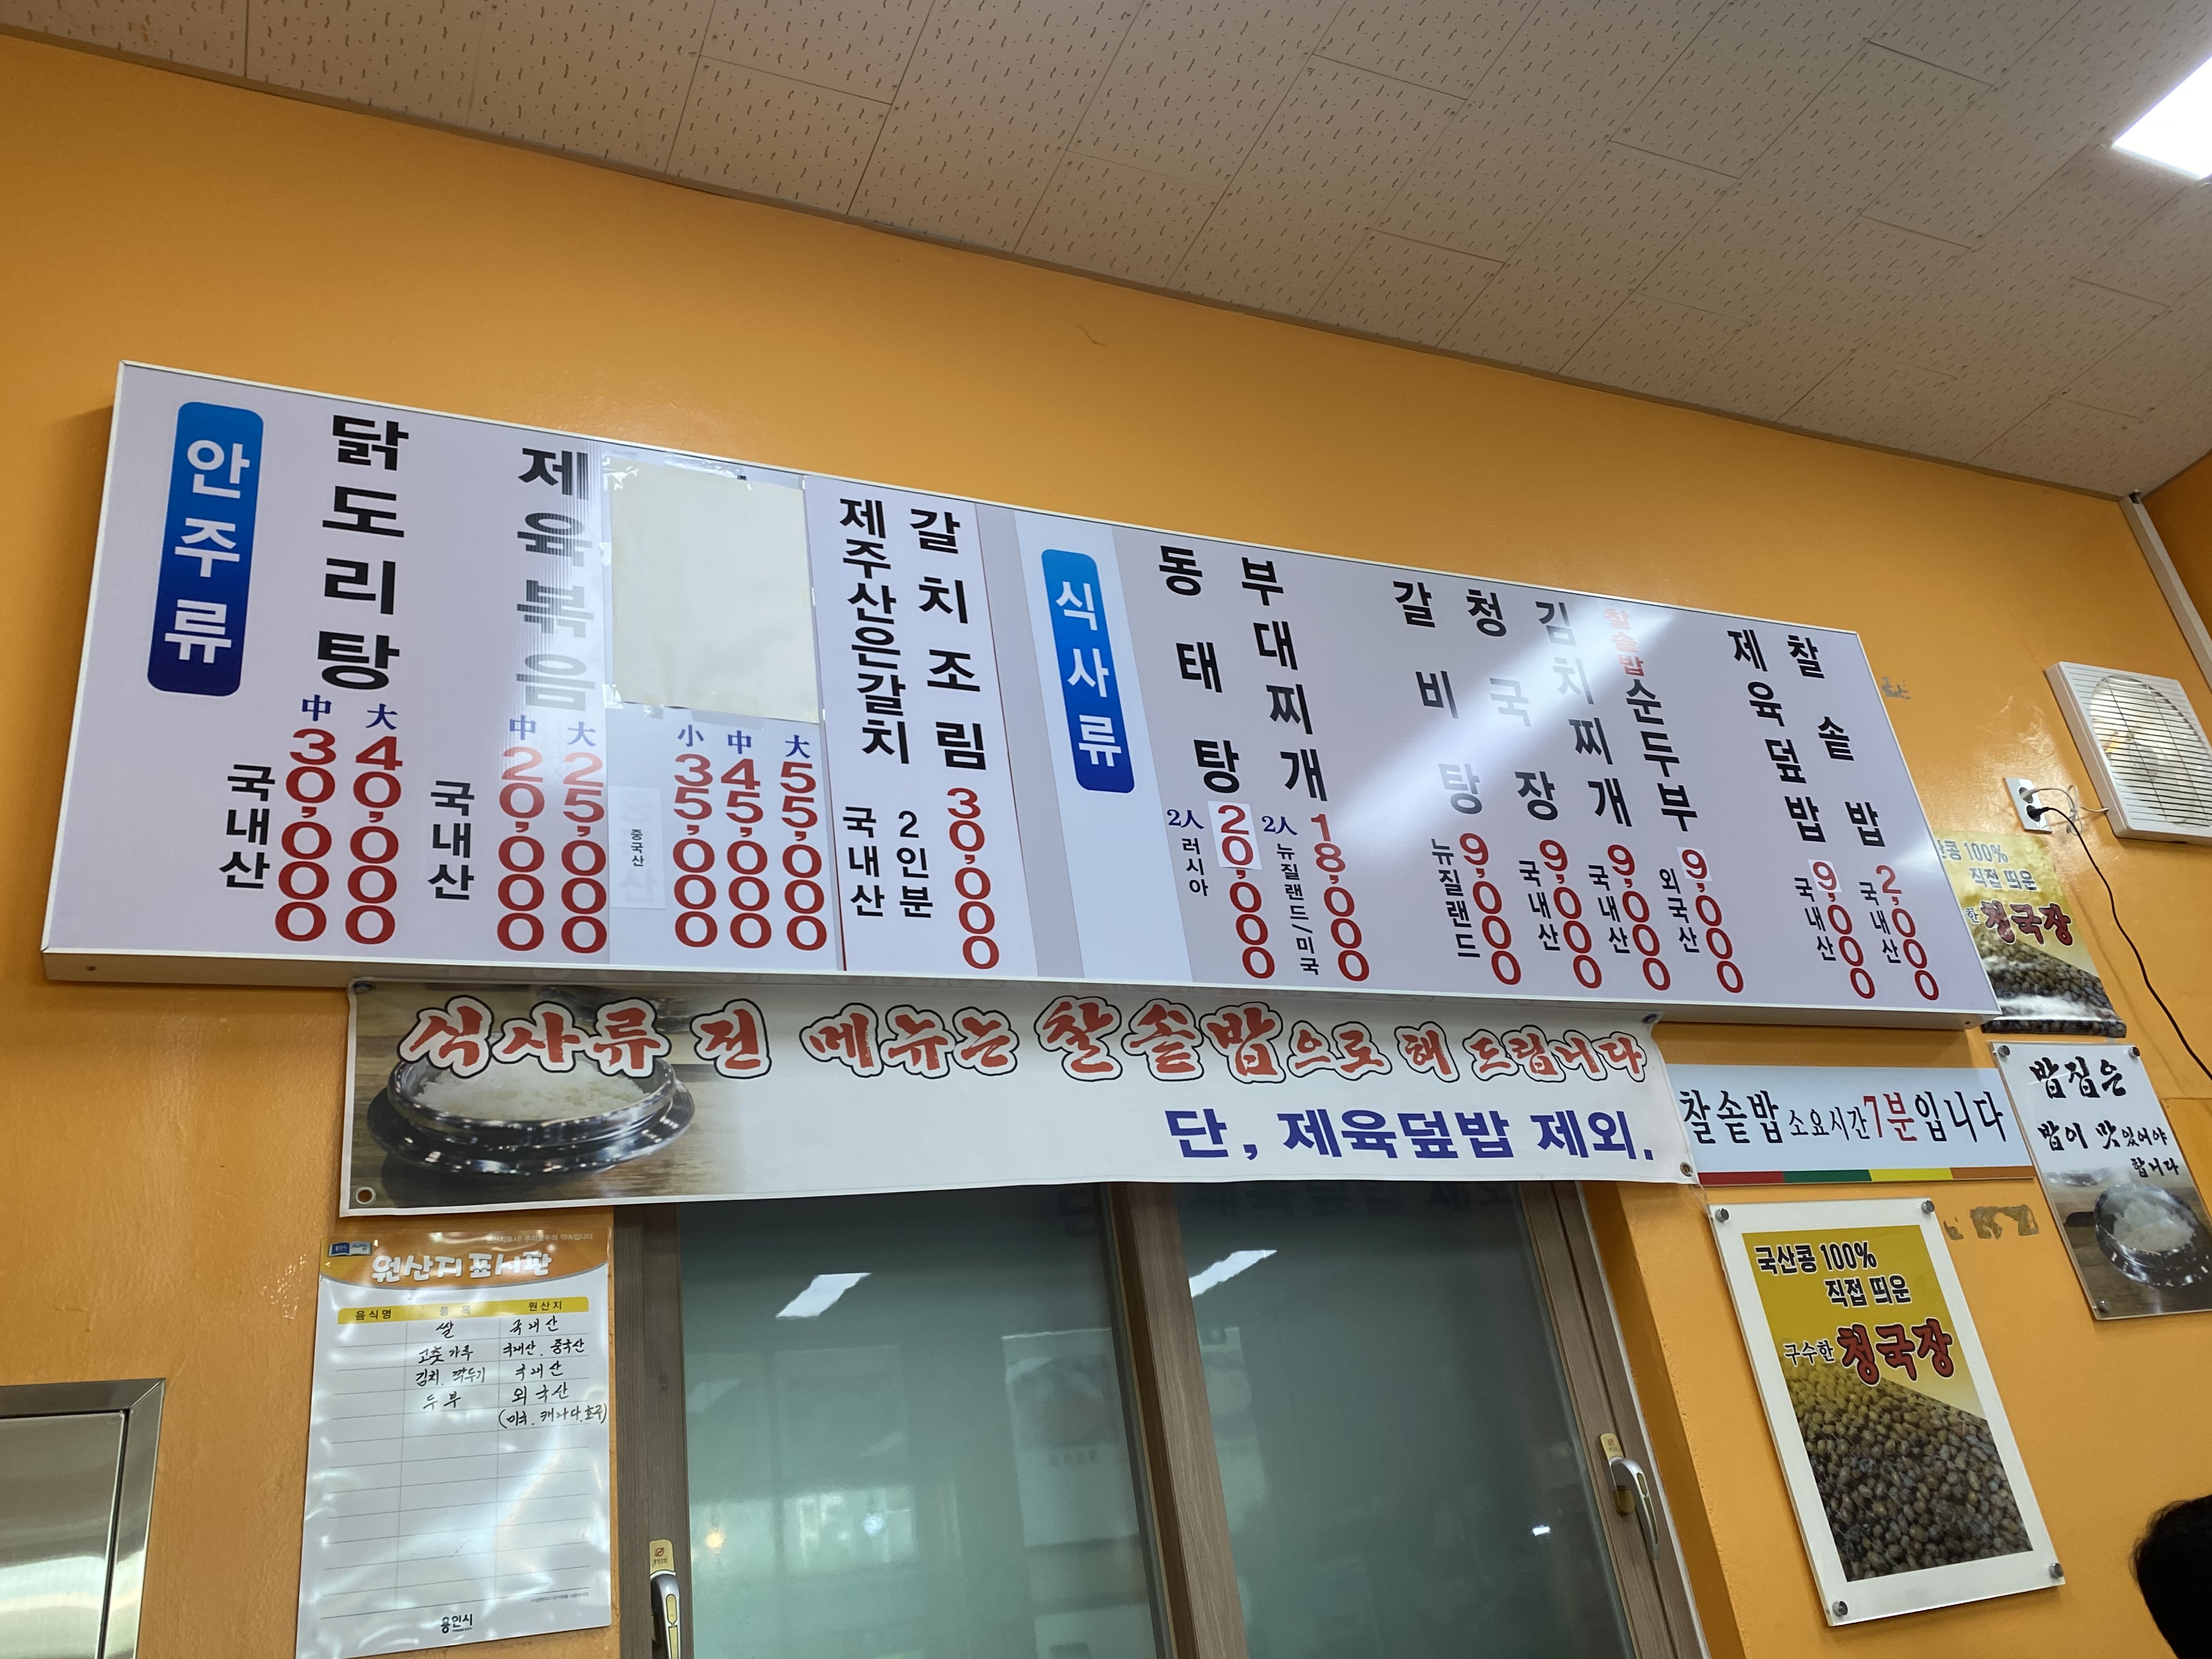 안주류
닭도리탕
中 30,000
大 40,000
국내산
제육복음
中 20,000
大 25,000
국내산
小 35,000
中 45,000
大 55,000
중국산
갈치조림
제주산은갈치
2인분 30,000
국내산
식사류
동태탕
2人 20,000
러시아
부대찌개
2人 18,000
뉴질랜드/미국
갈비탕
9,000
뉴질랜드
청국장
9,000
국내산
김치찌개
9,000
국내산
찰솥밥순두부
9,000
외국산
제육덮밥
9,000
국내산
찰솥밥
2,000
국내산
식사류 전 메뉴는 찰솥밥으로 해 드립니다
단, 제육덮밥 제외.
찰솥밥 소요시간 7분입니다
밥집은
밥이 맛있어야
합니다
콩 100%
직접 띄운
한 청국장
국산콩 100%
직접 띄운
구수한 청국장
원산지 표시판
음식명 품목 원산지
쌀 국내산
고춧가루 국내산. 중국산
김치. 깍두기 국내산
두부 외국산
(미국. 캐나다. 호주)
용인시